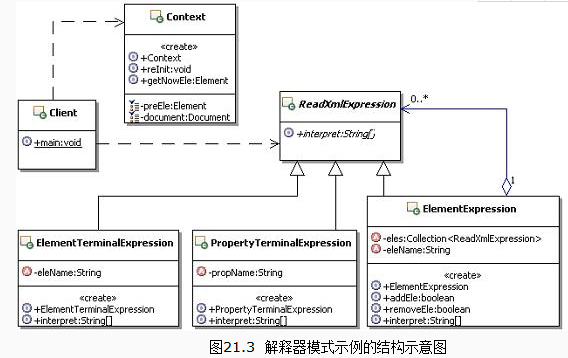 Context
«create»
+Context
+reInit:void
+getNowEle:Element
-preEle:Element
-document:Document
Client
+main:void
ReadXmlExpression
+interpret:String[]
0..*
1
ElementTerminalExpression
-eleName:String
«create»
+ElementTerminalExpression
+interpret:String[]
PropertyTerminalExpression
-propName:String
«create»
+PropertyTerminalExpression
+interpret:String[]
ElementExpression
-eles:Collection<ReadXmlExpression>
-eleName:String
«create»
+ElementExpression
+addEle:boolean
+removeEle:boolean
+interpret:String[]
图21.3 解释器模式示例的结构示意图